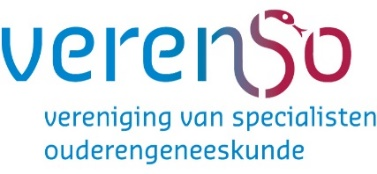 verenso
vereniging van specialisten
ouderengeneeskunde